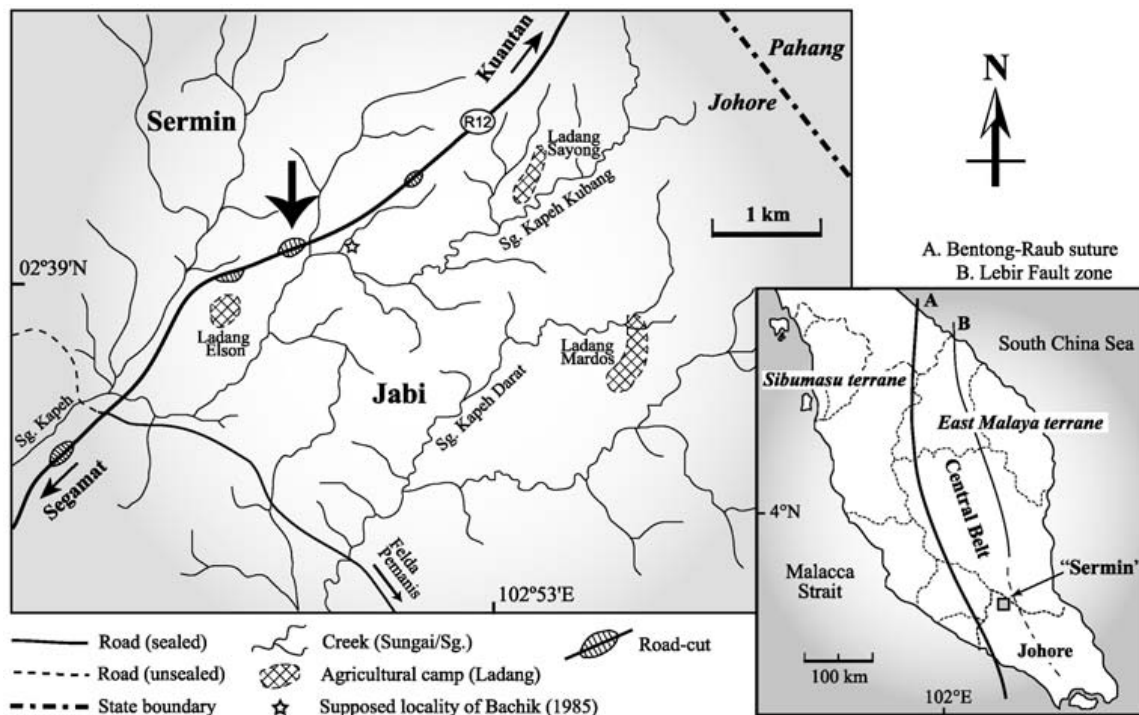 Kuantan
Pahang
Johore
Sermin
R12
Ladang
Sayong
Sg. Kapeh Kubang
1 km
N
02°39'N
Ladang
Elson
Ladang
Mardos
Jabi
Sg. Kapeh Darat
Sg. Kapeh
Segamat
Felda
Pemanis
102°53'E
A. Bentong-Raub suture
B. Lebir Fault zone
A
B
South China Sea
Sibumasu terrane
East Malaya terrane
Central Belt
4°N
Malacca
Strait
"Sermin"
Johore
100 km
102°E
Road (sealed)
Creek (Sungai/Sg.)
Road-cut
Road (unsealed)
Agricultural camp (Ladang)
State boundary
Supposed locality of Bachik (1985)